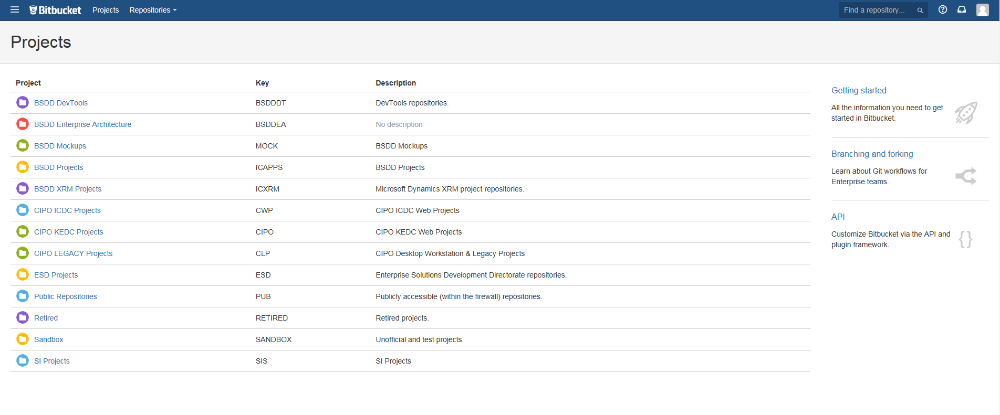 Bitbucket Projects Repositories Find a repository...
Projects
Project Key Description
BSDD DevTools BSDDDT DevTools repositories.
BSDD Enterprise Architecture BSDDEA No description
BSDD Mockups MOCK BSDD Mockups
BSDD Projects ICAPPS BSDD Projects
BSDD XRM Projects ICXRM Microsoft Dynamics XRM project repositories.
CIPO ICDC Projects CWP CIPO ICDC Web Projects
CIPO KEDC Projects CIPO CIPO KEDC Web Projects
CIPO LEGACY Projects CLP CIPO Desktop Workstation & Legacy Projects
ESD Projects ESD Enterprise Solutions Development Directorate repositories.
Public Repositories PUB Publicly accessible (within the firewall) repositories.
Retired RETIRED Retired projects.
Sandbox SANDBOX Unofficial and test projects.
SI Projects SIS SI Projects
Getting started
All the information you need to get
started in Bitbucket.
Branching and forking
Learn about Git workflows for
Enterprise teams.
API
Customize Bitbucket via the API and
plugin framework.